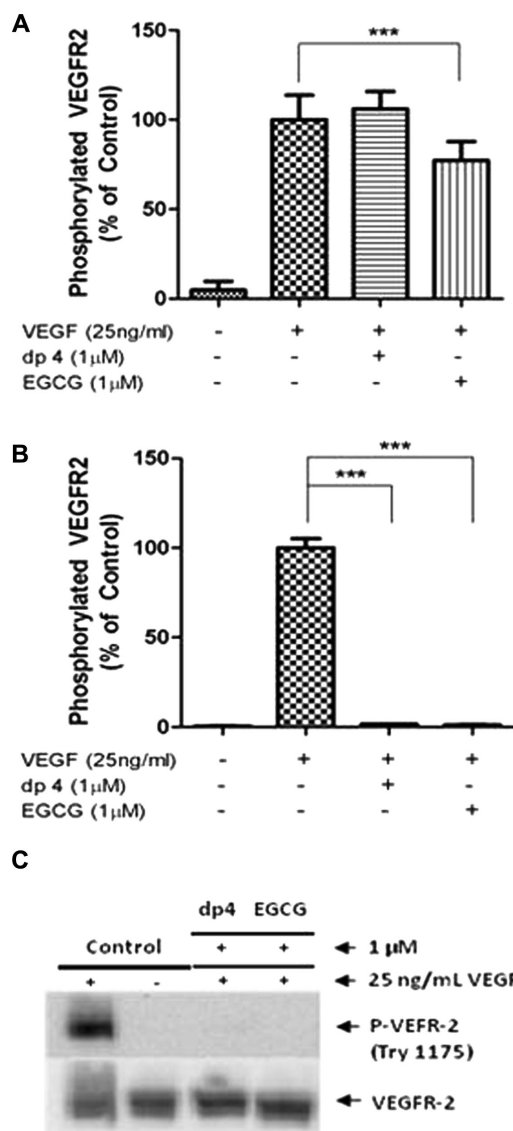 A
Phosphorylated VEGFR2
(% of Control)
150
100
50
0
***
VEGF (25ng/ml) - + + +
dp 4 (1µM) - - + -
EGCG (1µM) - - - +
B
Phosphorylated VEGFR2
(% of Control)
150
100
50
0
***
***
VEGF (25ng/ml) - + + +
dp 4 (1µM) - - + -
EGCG (1µM) - - - +
C
dp4 EGCG
Control + + 1 µM
+ - + + 25 ng/mL VEGF
P-VEFR-2
(Try 1175)
VEGFR-2